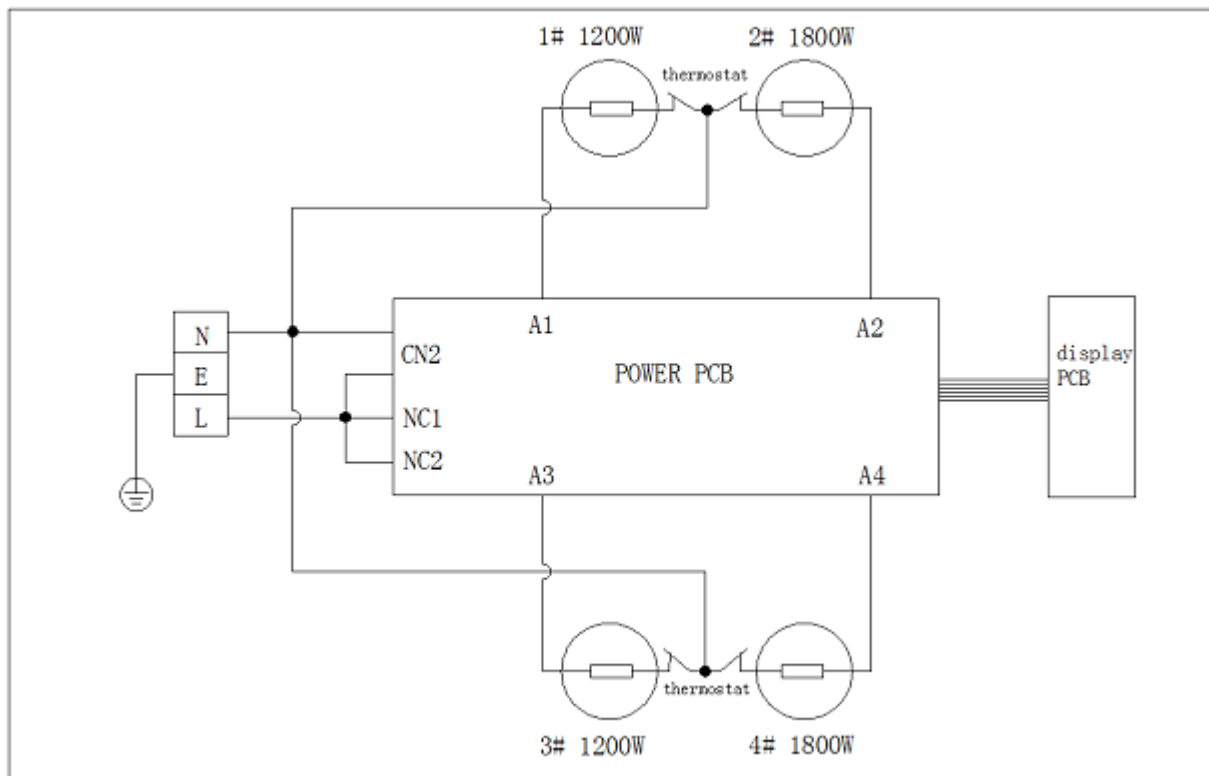 1# 1200W
2# 1800W
thermostat
A1
A2
N
E
L
CN2
NC1
NC2
POWER PCB
display
PCB
A3
A4
thermostat
3# 1200W
4# 1800W